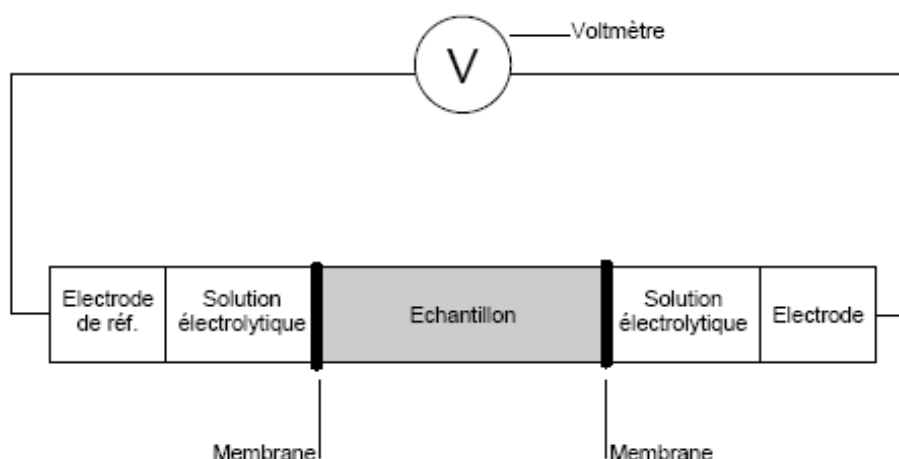 Voltmètre
V
Electrode
de réf.
Solution
électrolytique
Echantillon
Solution
électrolytique
Electrode
Membrane
Membrane